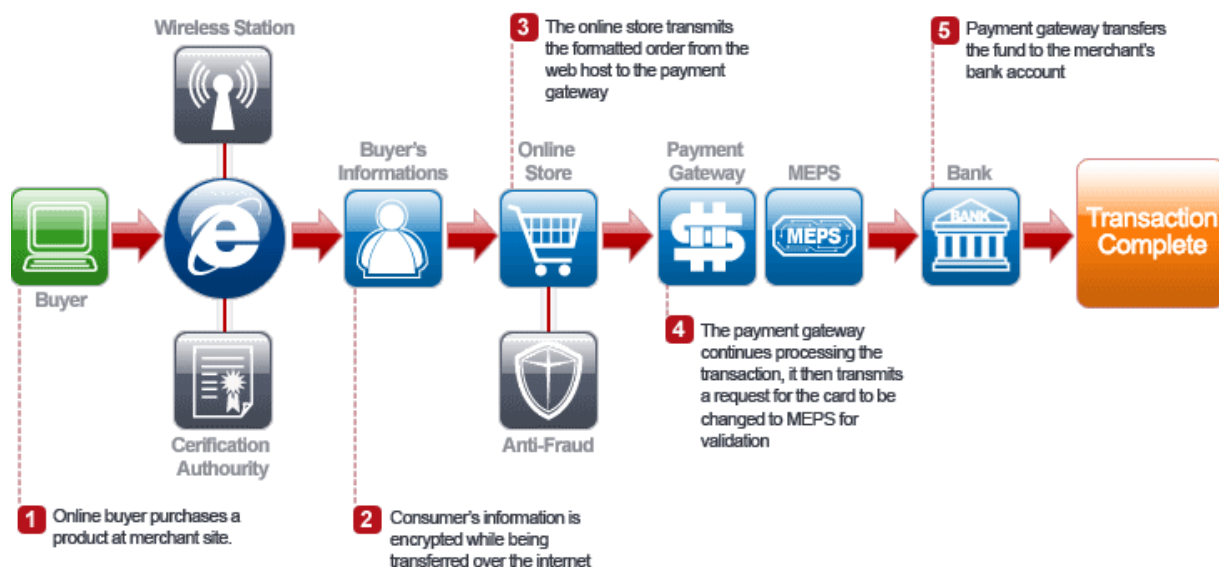 Wireless Station
3 The online store transmits
the formatted order from the
web host to the payment
gateway
5 Payment gateway transfers
the fund to the merchant's
bank account
Buyer's
Informations
Online
Store
Payment
Gateway
MEPS
Bank
BANK
MEPS
Transaction
Complete
Buyer
4 The payment gateway
continues processing the
transaction, it then transmits
a request for the card to be
changed to MEPS for
validation
Cerification
Authourity
Anti-Fraud
1 Online buyer purchases a
product at merchant site.
2 Consumer's information is
encrypted while being
transferred over the internet